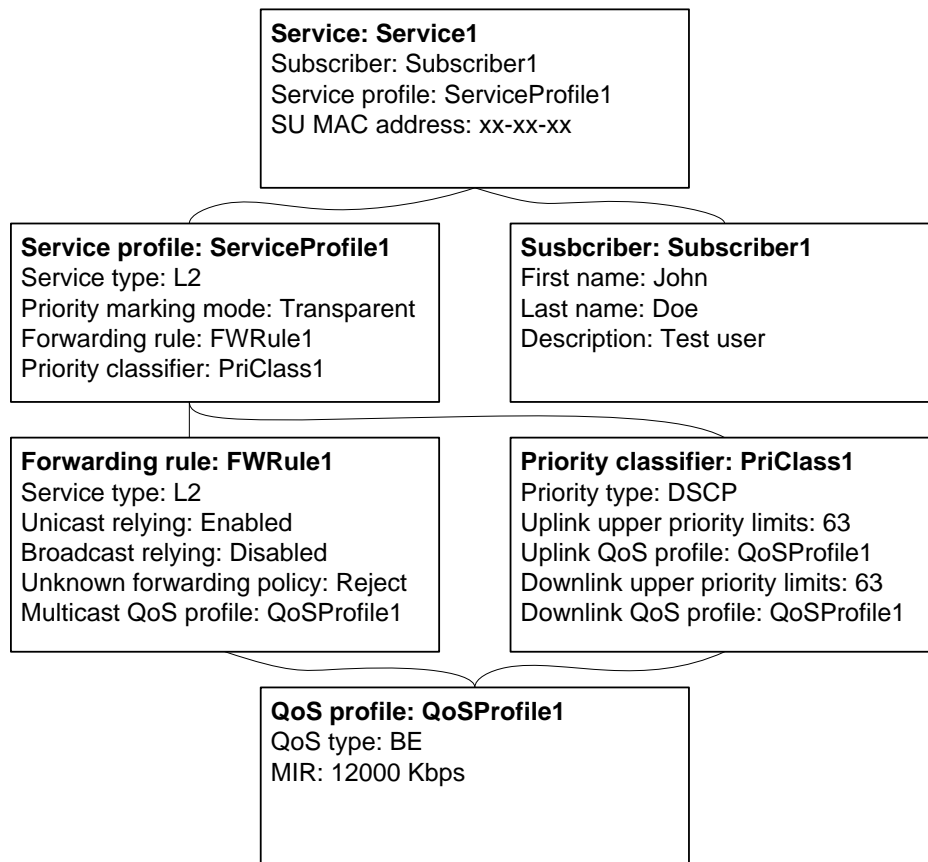 Service: Service1
Subscriber: Subscriber1
Service profile: ServiceProfile1
SU MAC address: xx-xx-xx
Service profile: ServiceProfile1
Service type: L2
Priority marking mode: Transparent
Forwarding rule: FWRule1
Priority classifier: PriClass1
Susbcriber: Subscriber1
First name: John
Last name: Doe
Description: Test user
Forwarding rule: FWRule1
Service type: L2
Unicast relying: Enabled
Broadcast relying: Disabled
Unknown forwarding policy: Reject
Multicast QoS profile: QoSProfile1
Priority classifier: PriClass1
Priority type: DSCP
Uplink upper priority limits: 63
Uplink QoS profile: QoSProfile1
Downlink upper priority limits: 63
Downlink QoS profile: QoSProfile1
QoS profile: QoSProfile1
QoS type: BE
MIR: 12000 Kbps